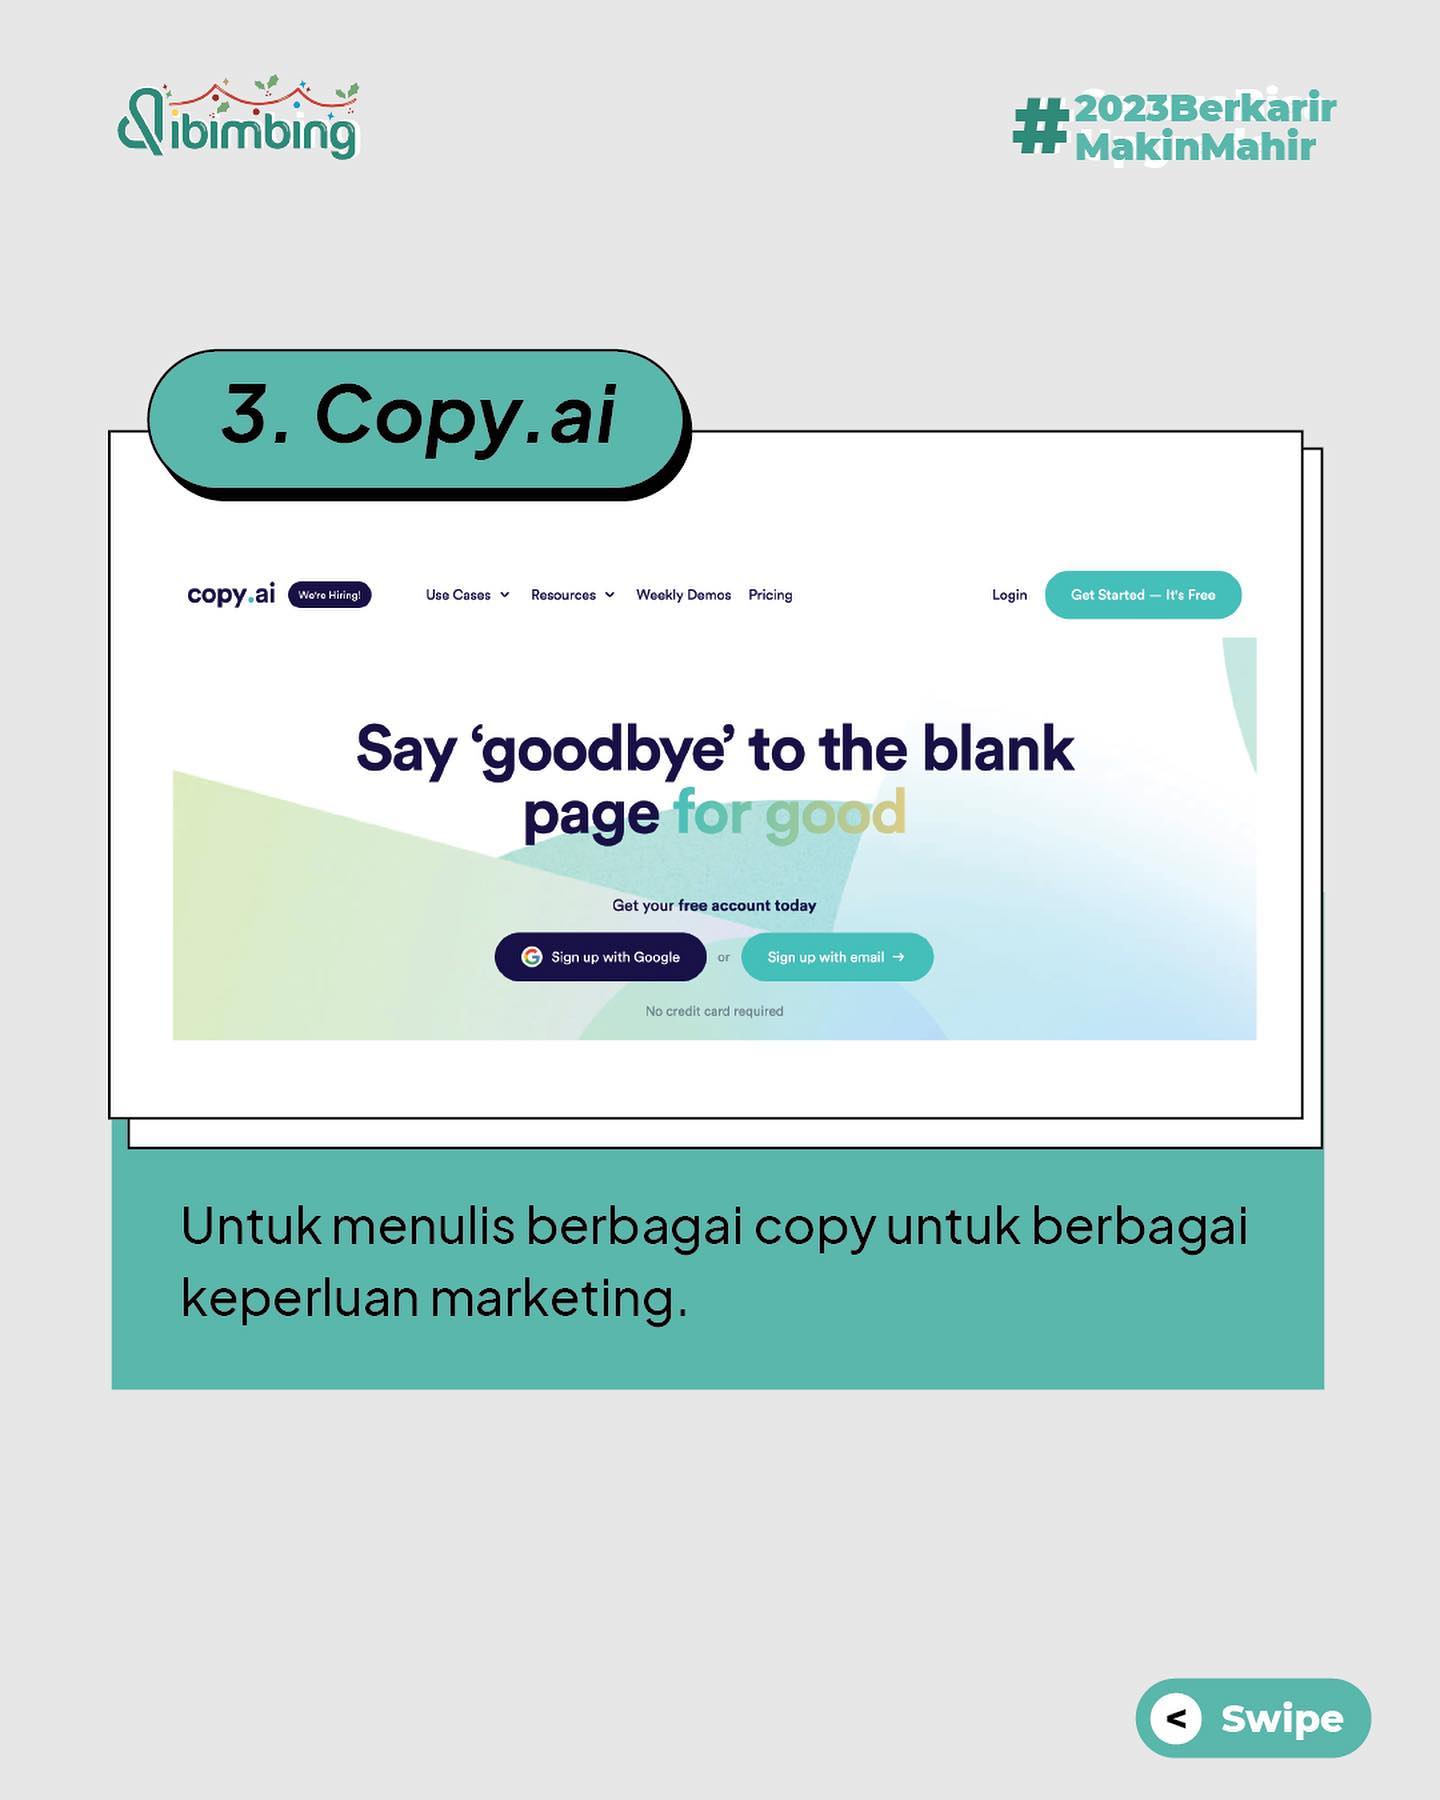 dibimbing
#2023Berkarir
MakinMahir
3. Copy.ai
copy.ai We're Hiring! Use Cases Resources Weekly Demos Pricing Login Get Started — It's Free
Say ‘goodbye’ to the blank
page for good
Get your free account today
Sign up with Google or Sign up with email →
No credit card required
Untuk menulis berbagai copy untuk berbagai
keperluan marketing.
< Swipe